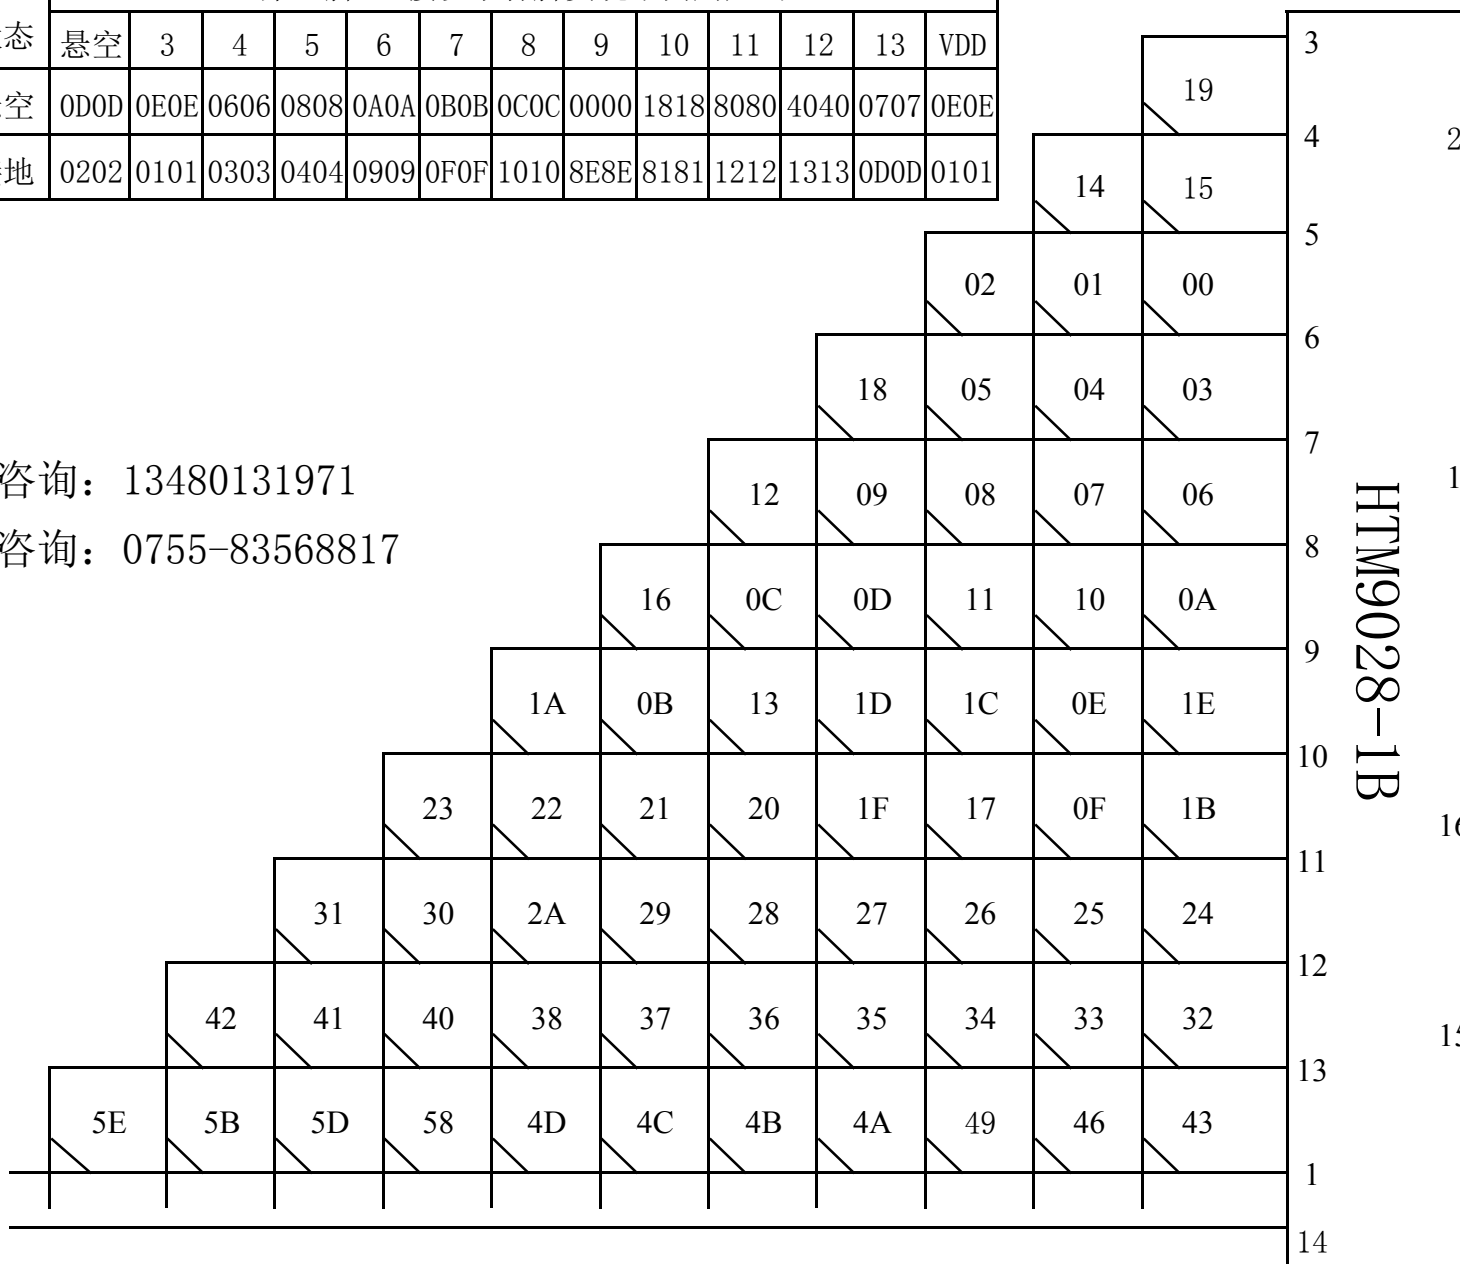 态 悬空 3 4 5 6 7 8 9 10 11 12 13 VDD
空 0D0D 0E0E 0606 0808 0A0A 0B0B 0C0C 0000 1818 8080 4040 0707 0E0E
地 0202 0101 0303 0404 0909 0F0F 1010 8E8E 8181 1212 1313 0D0D 0101
3
19
4
14 15
5
02 01 00
6
18 05 04 03
7
咨询：13480131971
12 09 08 07 06
咨询：0755-83568817
8
16 0C 0D 11 10 0A
9
HTM9028-1B
1A 0B 13 1D 1C 0E 1E
10
23 22 21 20 1F 17 0F 1B
11
31 30 2A 29 28 27 26 25 24
12
42 41 40 38 37 36 35 34 33 32
13
5E 5B 5D 58 4D 4C 4B 4A 49 46 43
1
14